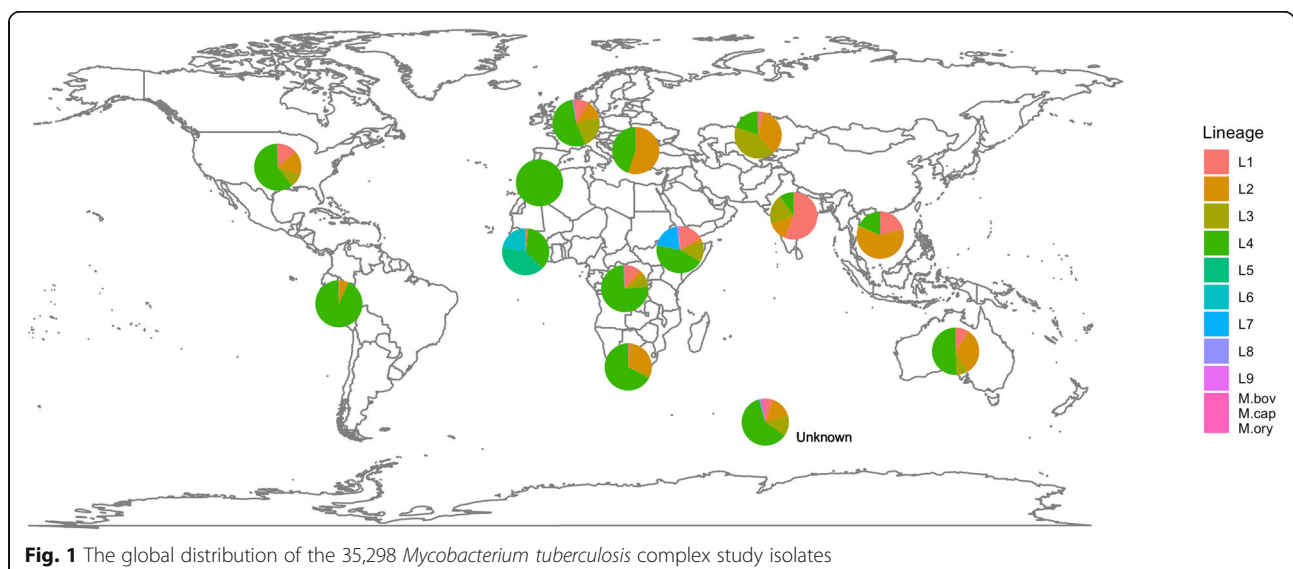 Lineage
L1
L2
L3
L4
L5
L6
L7
L8
L9
M.bov
M.cap
M.ory
Unknown
Fig. 1 The global distribution of the 35,298 Mycobacterium tuberculosis complex study isolates